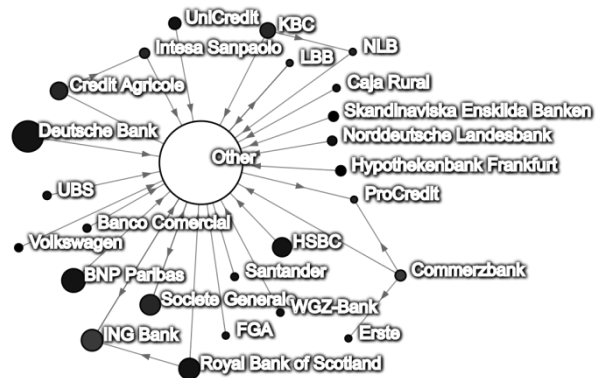 UniCredit
KBC
Intesa Sanpaolo
NLB
LBB
Credit Agricole
Caja Rural
Skandinaviska Enskilda Banken
Deutsche Bank
Norddeutsche Landesbank
Other
Hypothekenbank Frankfurt
UBS
ProCredit
Banco Comercial
Volkswagen
HSBC
BNP Paribas
Santander
Commerzbank
Societe Generale
WGZ-Bank
ING Bank
FGA
Erste
Royal Bank of Scotland